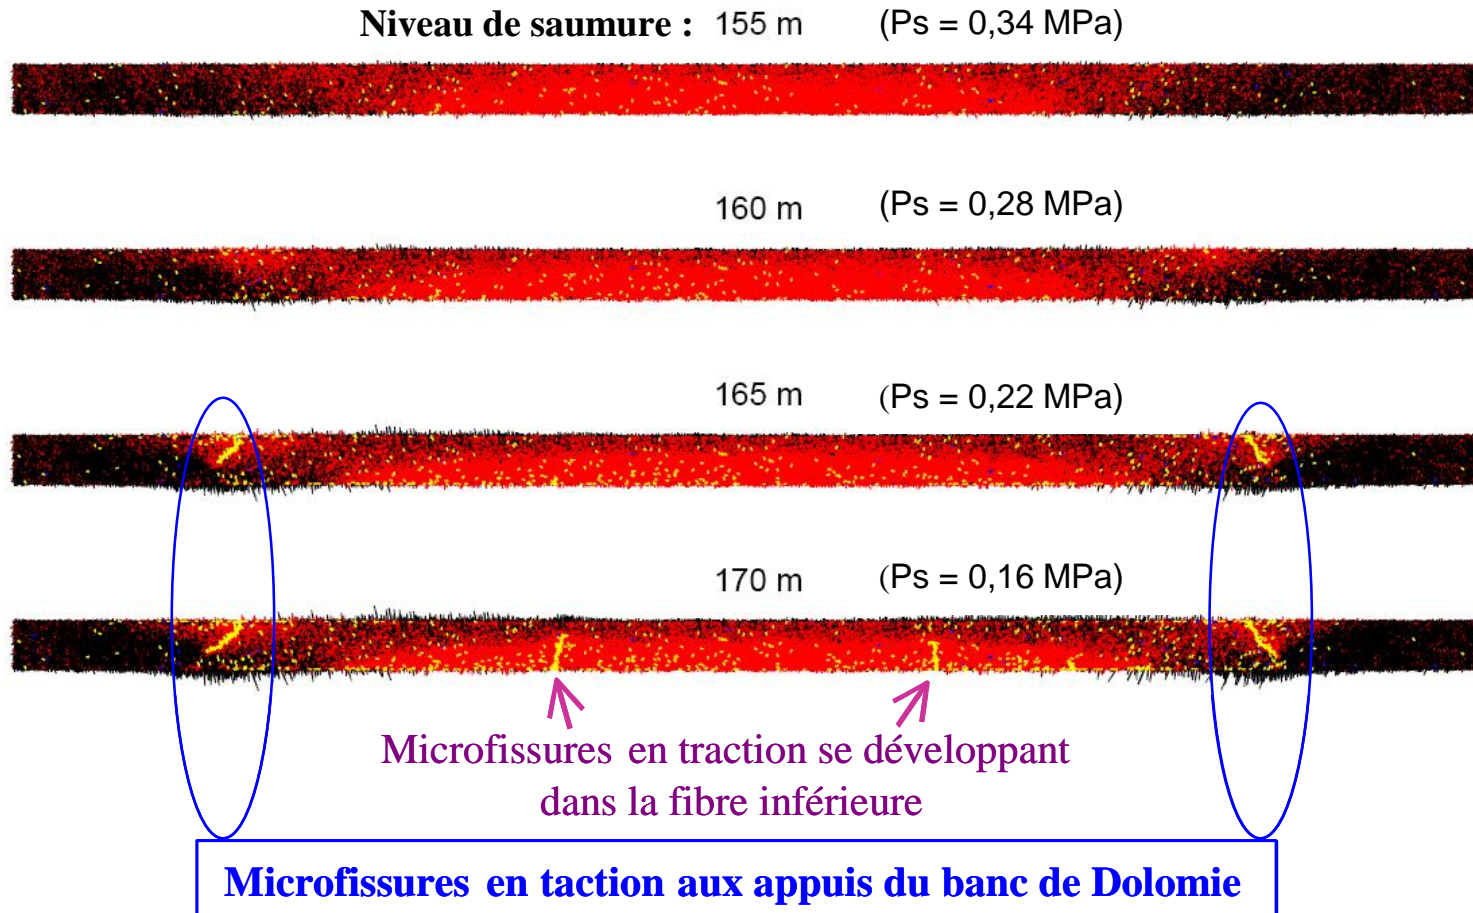 Niveau de saumure : 155 m (Ps = 0,34 MPa)
160 m (Ps = 0,28 MPa)
165 m (Ps = 0,22 MPa)
170 m (Ps = 0,16 MPa)
Microfissures en traction se développant
dans la fibre inférieure
Microfissures en taction aux appuis du banc de Dolomie